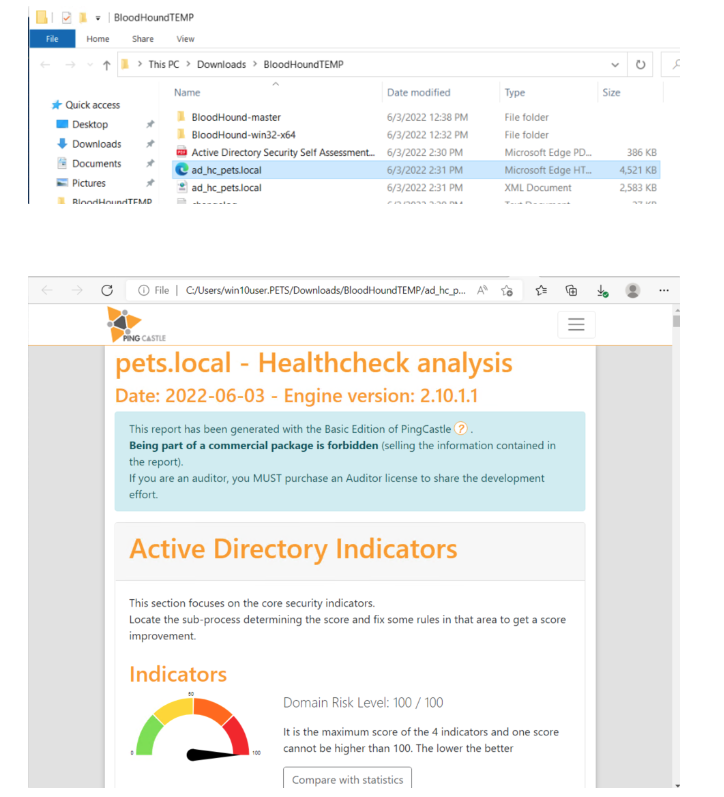 BloodHoundTEMP
File Home Share View
This PC > Downloads > BloodHoundTEMP
Name Date modified Type Size
Quick access
Desktop
Downloads
Documents
Pictures
BloodHoundTEMP
BloodHound-master 6/3/2022 12:38 PM File folder
BloodHound-win32-x64 6/3/2022 12:32 PM File folder
Active Directory Security Self Assessment... 6/3/2022 2:30 PM Microsoft Edge PD... 386 KB
ad_hc_pets.local 6/3/2022 2:31 PM Microsoft Edge HT... 4,521 KB
ad_hc_pets.local 6/3/2022 2:31 PM XML Document 2,583 KB
File | C:/Users/win10user.PETS/Downloads/BloodHoundTEMP/ad_hc_p...
PING CASTLE
pets.local - Healthcheck analysis
Date: 2022-06-03 - Engine version: 2.10.1.1
This report has been generated with the Basic Edition of PingCastle ? .
Being part of a commercial package is forbidden (selling the information contained in
the report).
If you are an auditor, you MUST purchase an Auditor license to share the development
effort.
Active Directory Indicators
This section focuses on the core security indicators.
Locate the sub-process determining the score and fix some rules in that area to get a score
improvement.
Indicators
50
0
100
Domain Risk Level: 100 / 100
It is the maximum score of the 4 indicators and one score
cannot be higher than 100. The lower the better
Compare with statistics